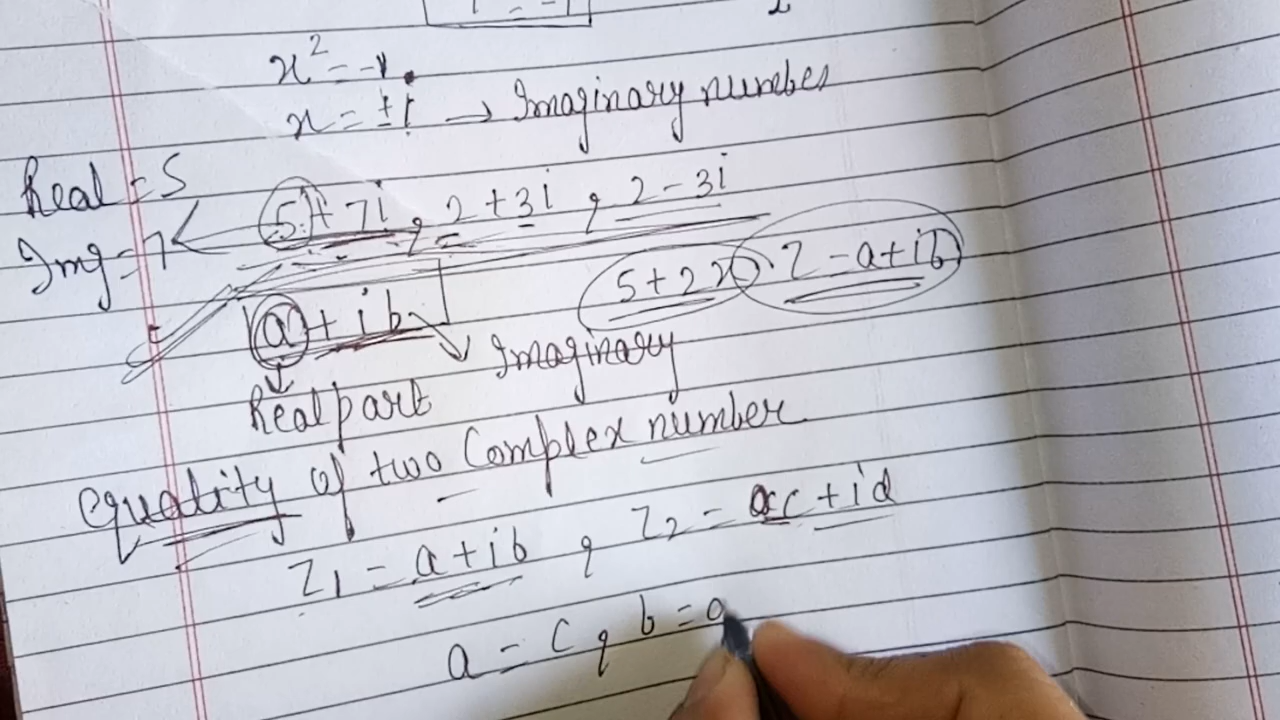 x² = -1
x = ± i → Imaginary number
Real = 5
5 + 7i , 2 + 3i , 2 - 3i
Img = 7
5 + 2x Z = a + ib
a + ib
Imaginary
Real part
Equality of two Complex number
Z₁ = a + ib , Z₂ = c + id
a = c , b =